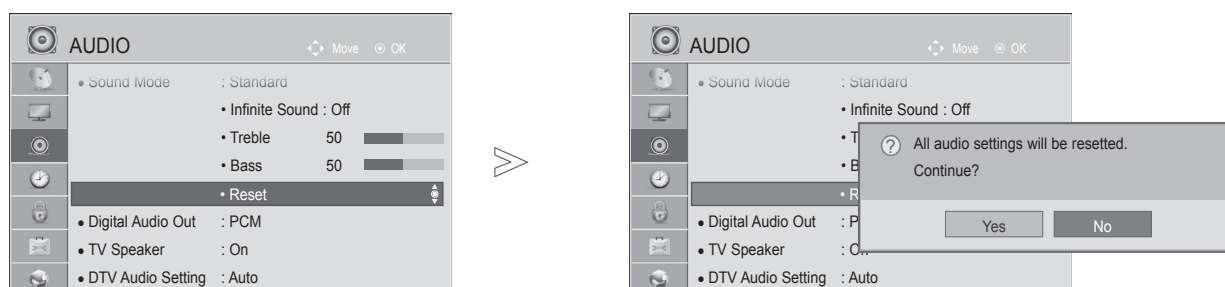 AUDIO
Move OK
• Sound Mode : Standard
• Infinite Sound : Off
• Treble 50
• Bass 50
• Reset
• Digital Audio Out : PCM
• TV Speaker : On
• DTV Audio Setting : Auto
AUDIO
Move OK
• Sound Mode : Standard
• Infinite Sound : Off
• T
• B
• R
• Digital Audio Out : P
• TV Speaker : On
• DTV Audio Setting : Auto
? All audio settings will be resetted.
Continue?
Yes No